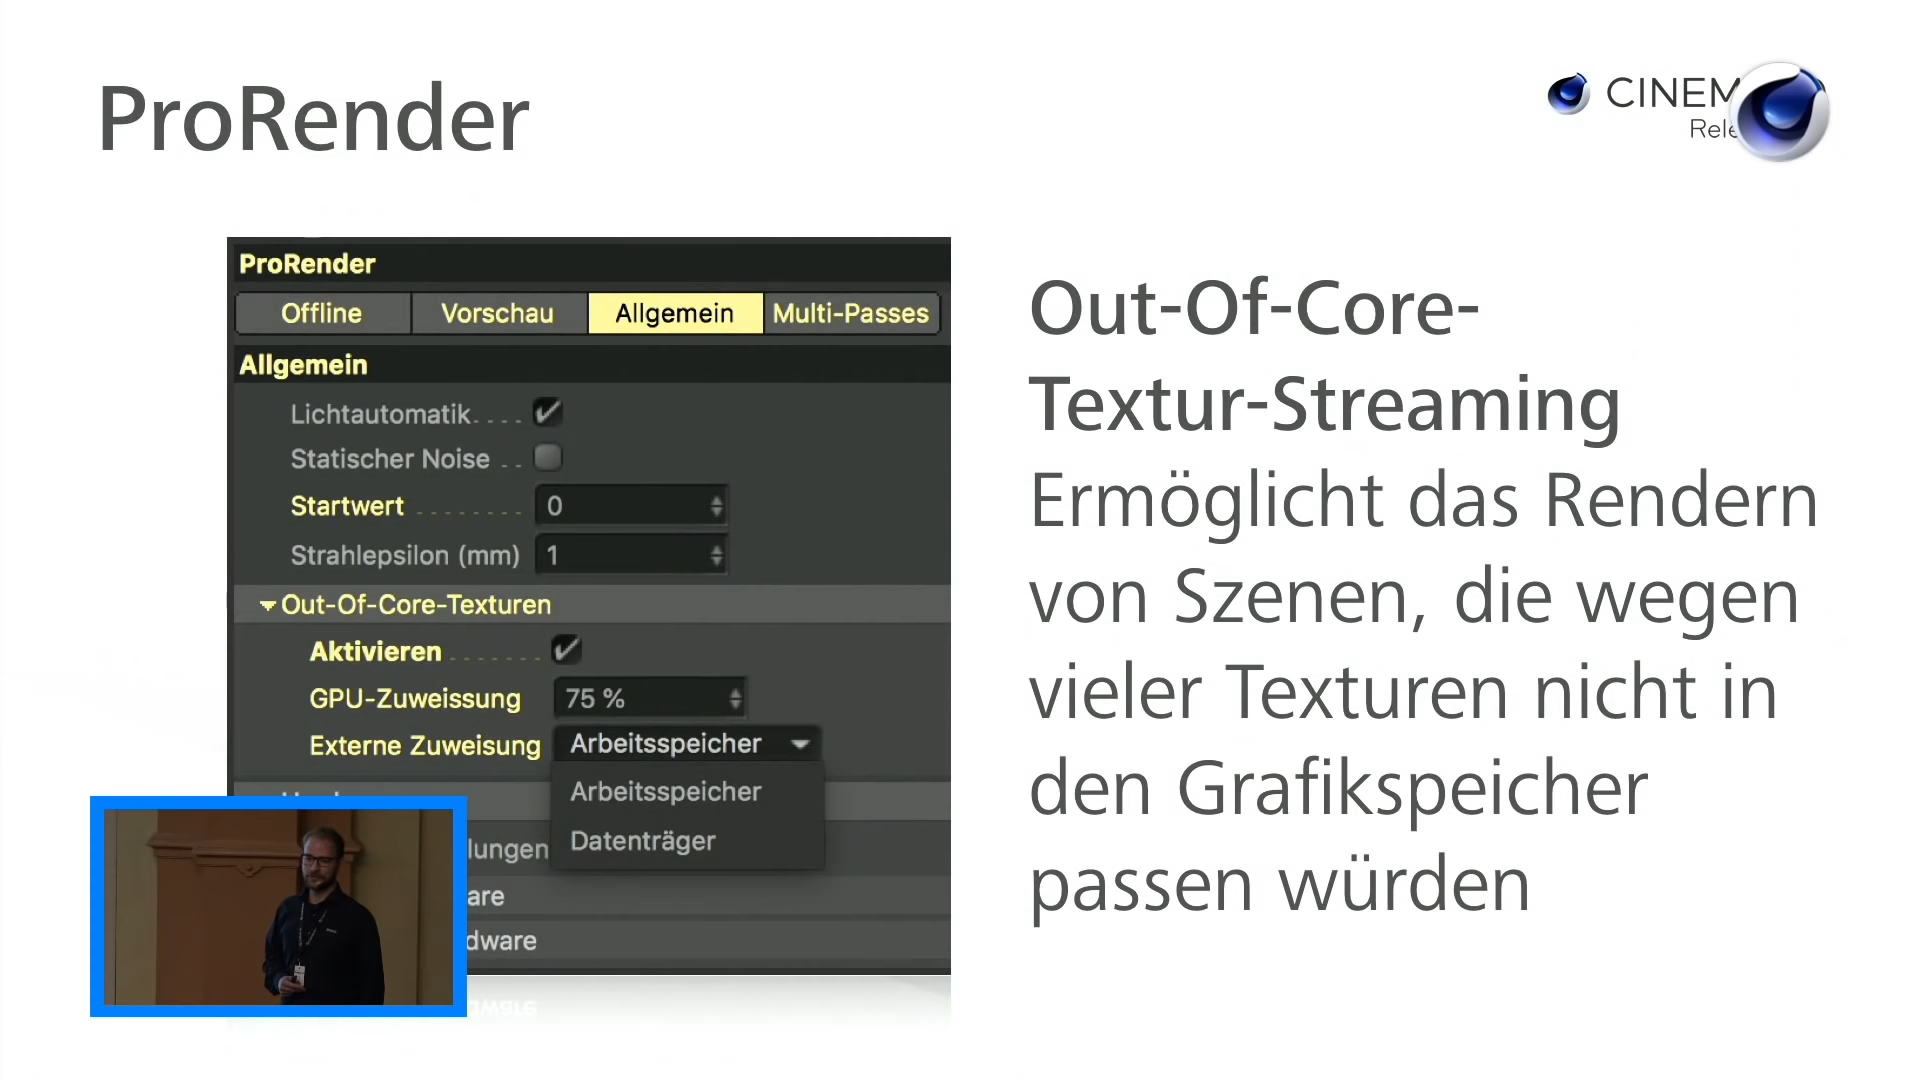 ProRender
CINEM
Rele
ProRender
Offline Vorschau Allgemein Multi-Passes
Allgemein
Lichtautomatik
Statischer Noise
Startwert 0
Strahlepsilon (mm) 1
Out-Of-Core-Texturen
Aktivieren
GPU-Zuweissung 75 %
Externe Zuweisung Arbeitsspeicher
Arbeitsspeicher
Datenträger
lungen
are
dware
Out-Of-Core-
Textur-Streaming
Ermöglicht das Rendern
von Szenen, die wegen
vieler Texturen nicht in
den Grafikspeicher
passen würden